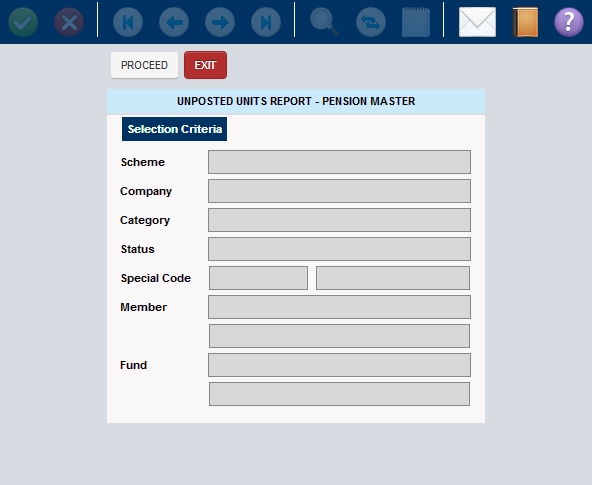 ?
PROCEED EXIT
UNPOSTED UNITS REPORT - PENSION MASTER
Selection Criteria
Scheme
Company
Category
Status
Special Code
Member
Fund